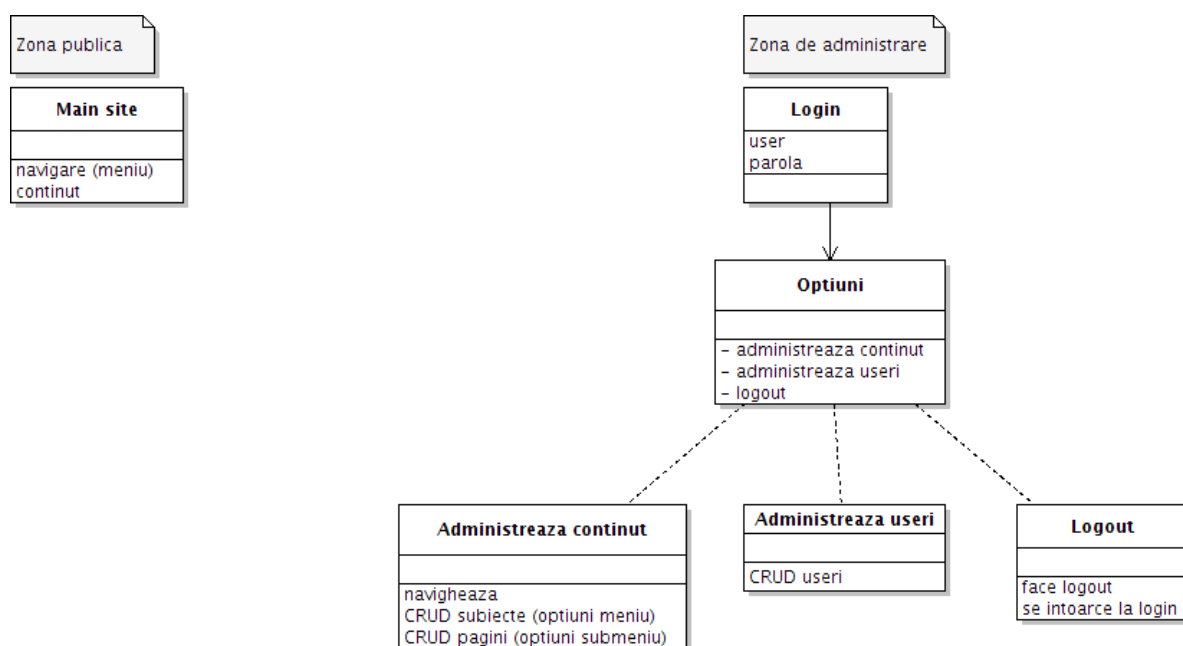 Zona publica
Main site
navigare (meniu)
continut
Zona de administrare
Login
user
parola
Optiuni
- administreaza continut
- administreaza useri
- logout
Administreaza continut
navigheaza
CRUD subiecte (optiuni meniu)
CRUD pagini (optiuni submeniu)
Administreaza useri
CRUD useri
Logout
face logout
se intoarce la login